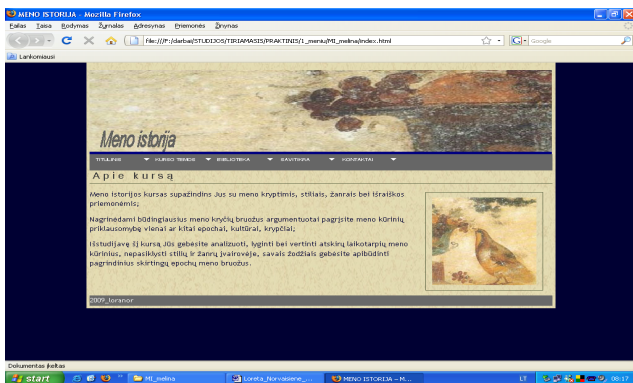 MENO ISTORIJA - Mozilla Firefox
Failas Taisa Rodymas Žurnalas Adresynas Priemonės Žinynas
file:///F:/darbai/STUDIJOS/TIRIAMASIS/PRAKTINIS/1_meniu/MI_melina/index.html
Google
Lankomiausi
Meno istorija
TITULINIS KURSO TEMOS BIBLIOTEKA SAVITIKRA KONTAKTAI
Apie kursą
Meno istorijos kursas supažindins Jus su meno kryptimis, stiliais, žanrais bei išraiškos
priemonėmis;
Nagrinėdami būdingiausius meno krypčių bruožus argumentuotai pagrįsite meno kūrinių
priklausomybę vienai ar kitai epochai, kultūrai, krypčiai;
Išstudijavę šį kursą Jūs gebėsite analizuoti, lyginti bei vertinti atskirų laikotarpių meno
kūrinius, nepasiklysti stilių ir žanrų įvairovėje, savais žodžiais gebėsite apibūdinti
pagrindinius skirtingų epochų meno bruožus.
2009_loranor
Dokumentas įkeltas
start
MI_melina
Loreta_Norvaisiene_...
MENO ISTORIJA - M...
LT
08:17